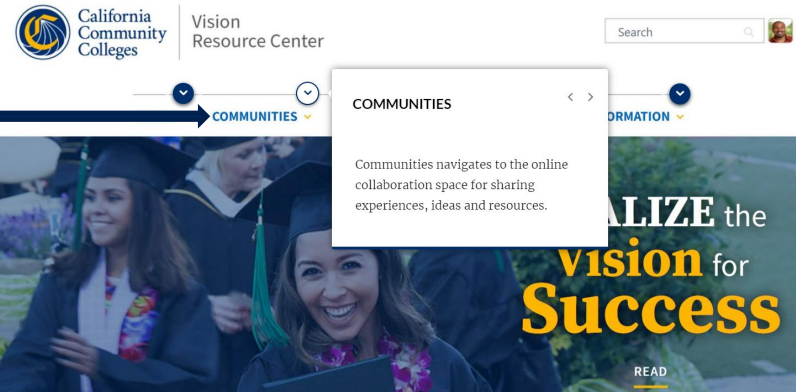 California
Community
Colleges
Vision
Resource Center
Search
COMMUNITIES
COMMUNITIES
ORMATION
Communities navigates to the online
collaboration space for sharing
experiences, ideas and resources.
ALIZE the
Vision for
Success
READ